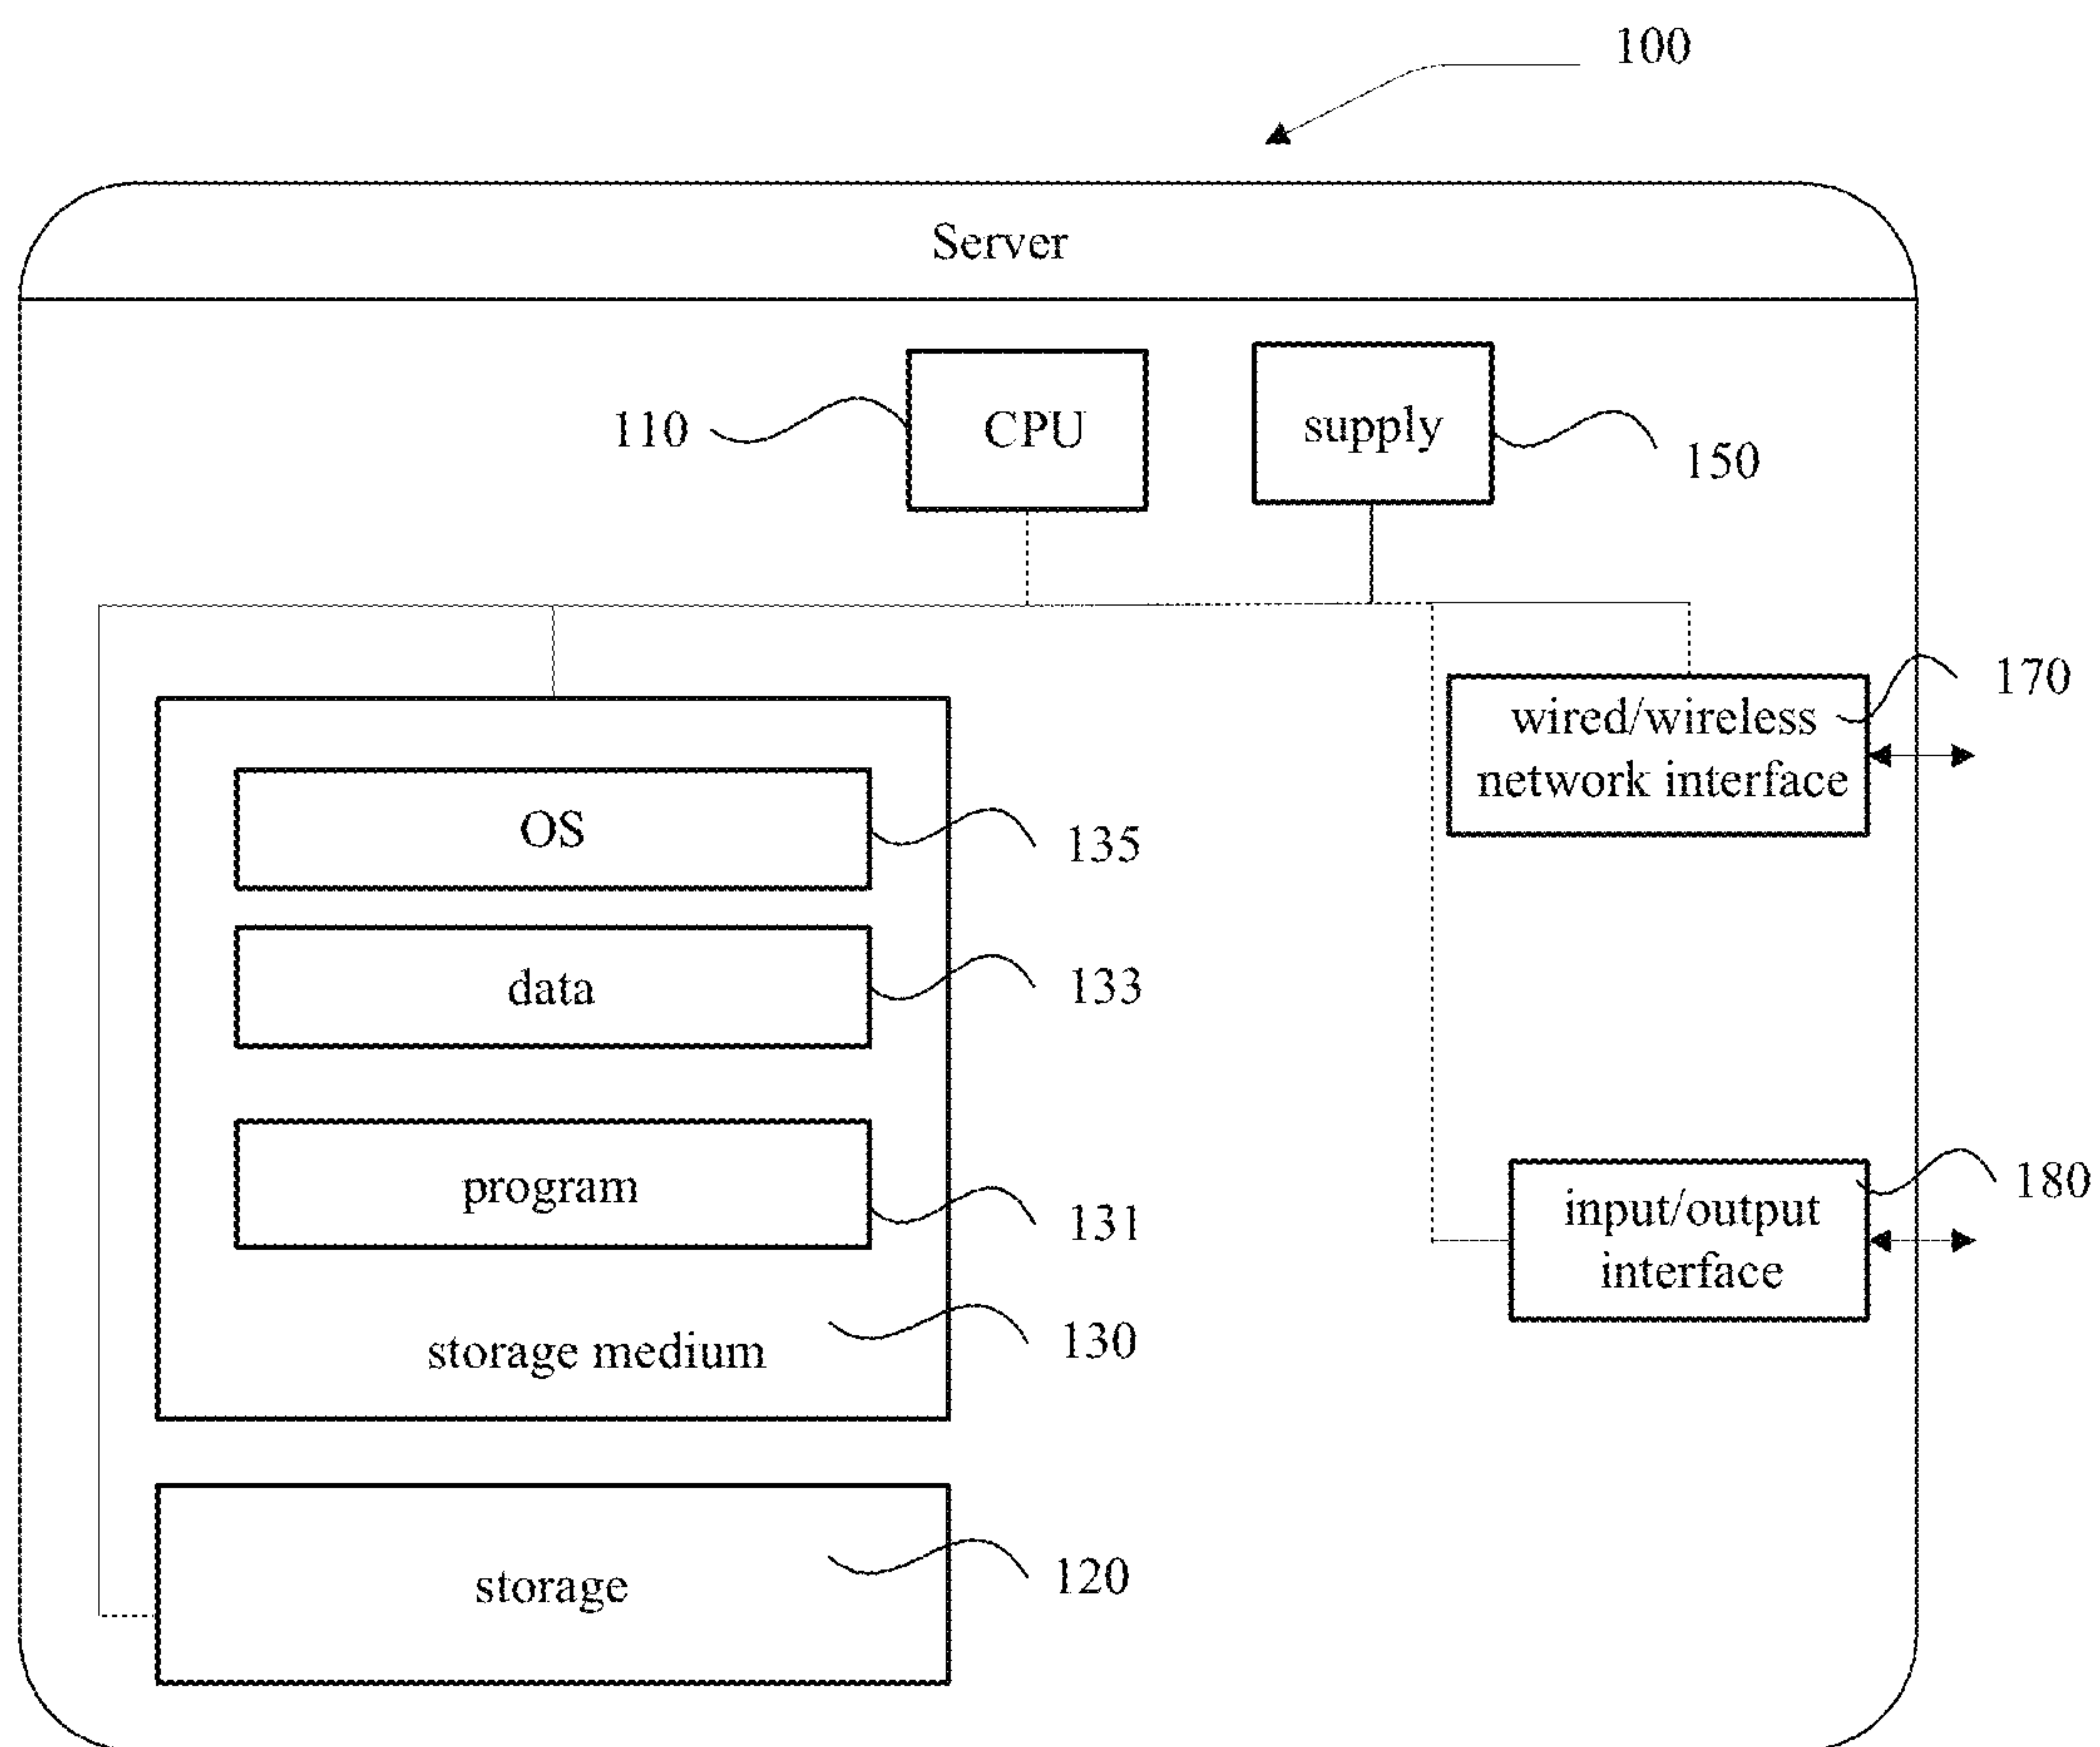 100
Server
110
CPU
supply
150
wired/wireless
network interface
170
OS
135
data
133
program
131
input/output
interface
180
storage medium
130
storage
120